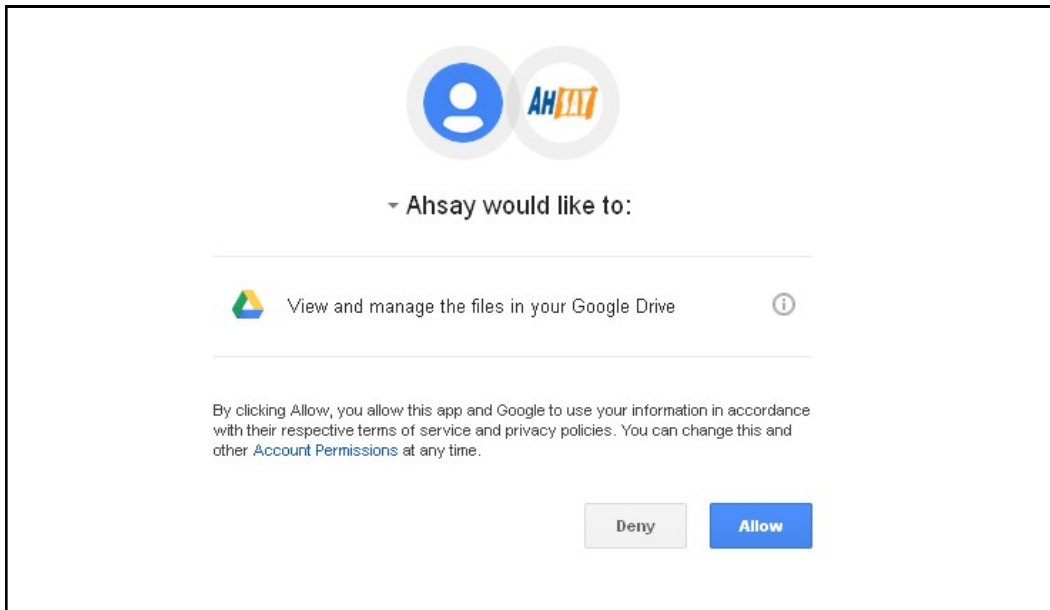 AHSAY
Ahsay would like to:
View and manage the files in your Google Drive
By clicking Allow, you allow this app and Google to use your information in accordance
with their respective terms of service and privacy policies. You can change this and
other Account Permissions at any time.
Deny
Allow